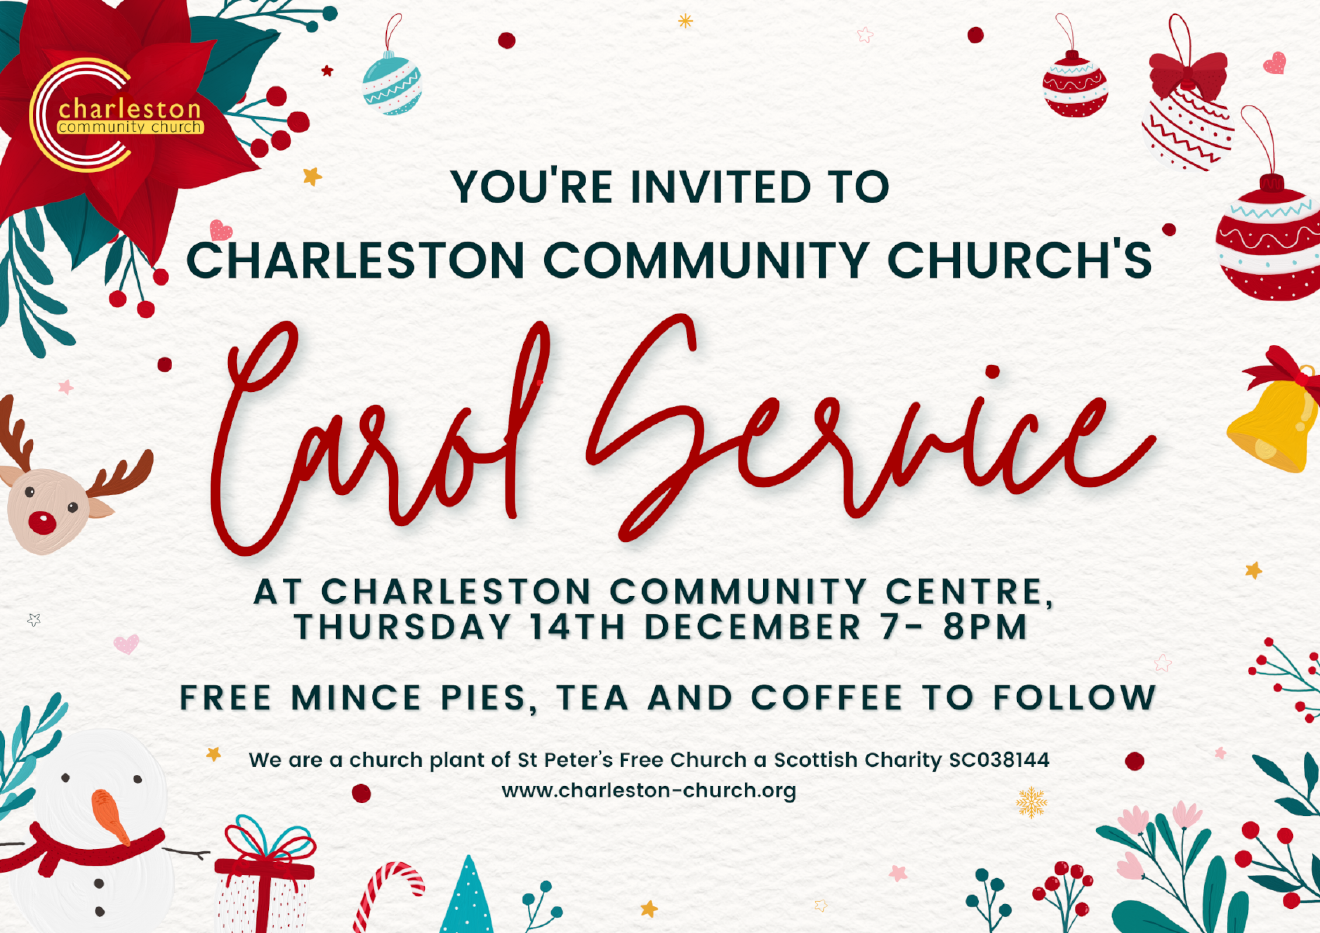 charleston
community church
YOU'RE INVITED TO
CHARLESTON COMMUNITY CHURCH'S
Carol Service
AT CHARLESTON COMMUNITY CENTRE,
THURSDAY 14TH DECEMBER 7- 8PM
FREE MINCE PIES, TEA AND COFFEE TO FOLLOW
We are a church plant of St Peter's Free Church a Scottish Charity SC038144
www.charleston-church.org